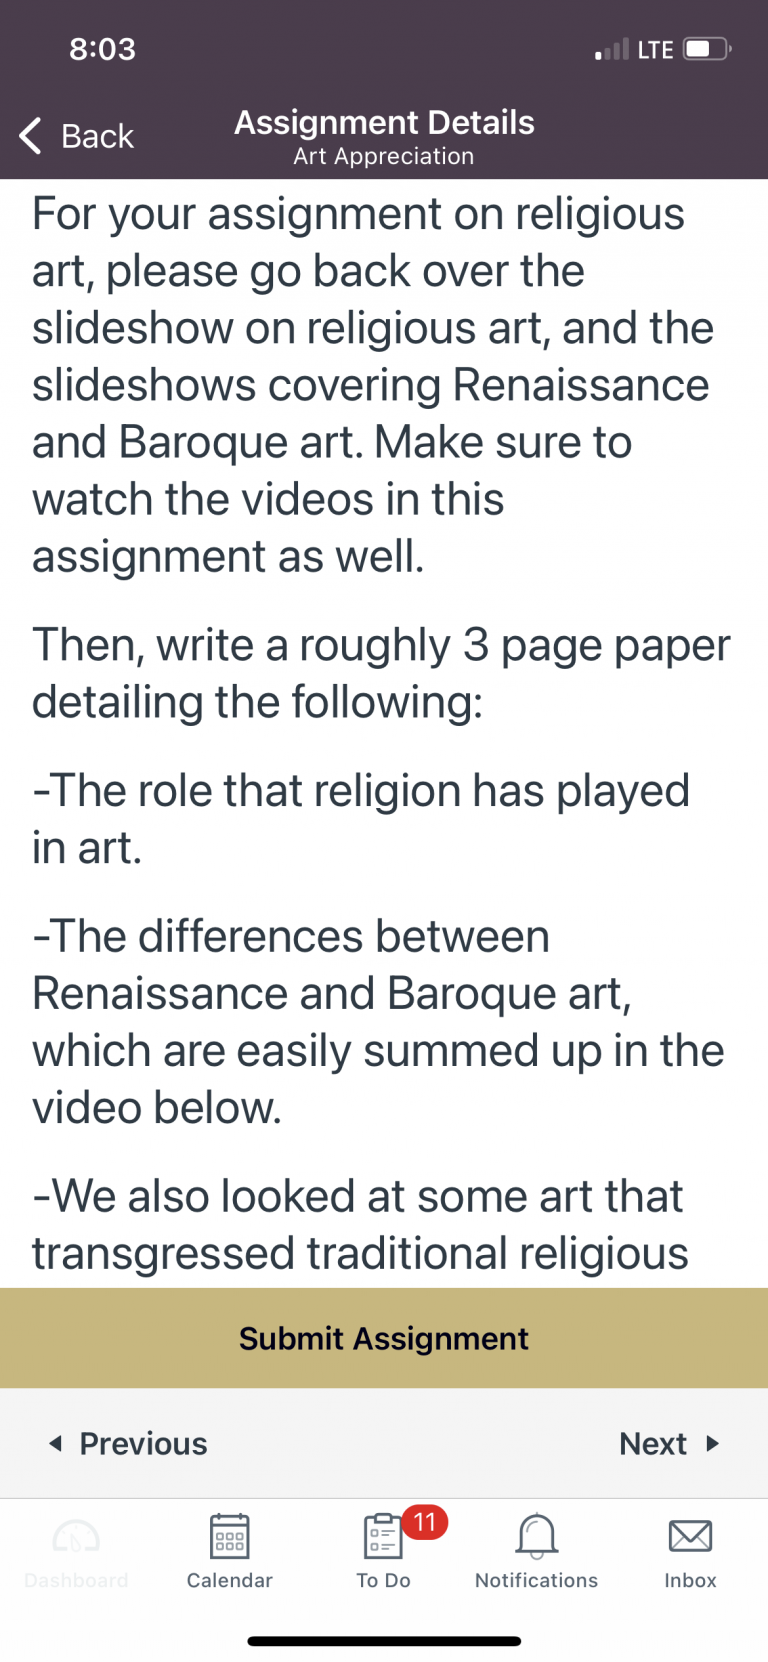 8:03
LTE
Back
Assignment Details
Art Appreciation
For your assignment on religious
art, please go back over the
slideshow on religious art, and the
slideshows covering Renaissance
and Baroque art. Make sure to
watch the videos in this
assignment as well.
Then, write a roughly 3 page paper
detailing the following:
-The role that religion has played
in art.
-The differences between
Renaissance and Baroque art,
which are easily summed up in the
video below.
-We also looked at some art that
transgressed traditional religious
Submit Assignment
Previous
Next
11
Dashboard
Calendar
To Do
Notifications
Inbox